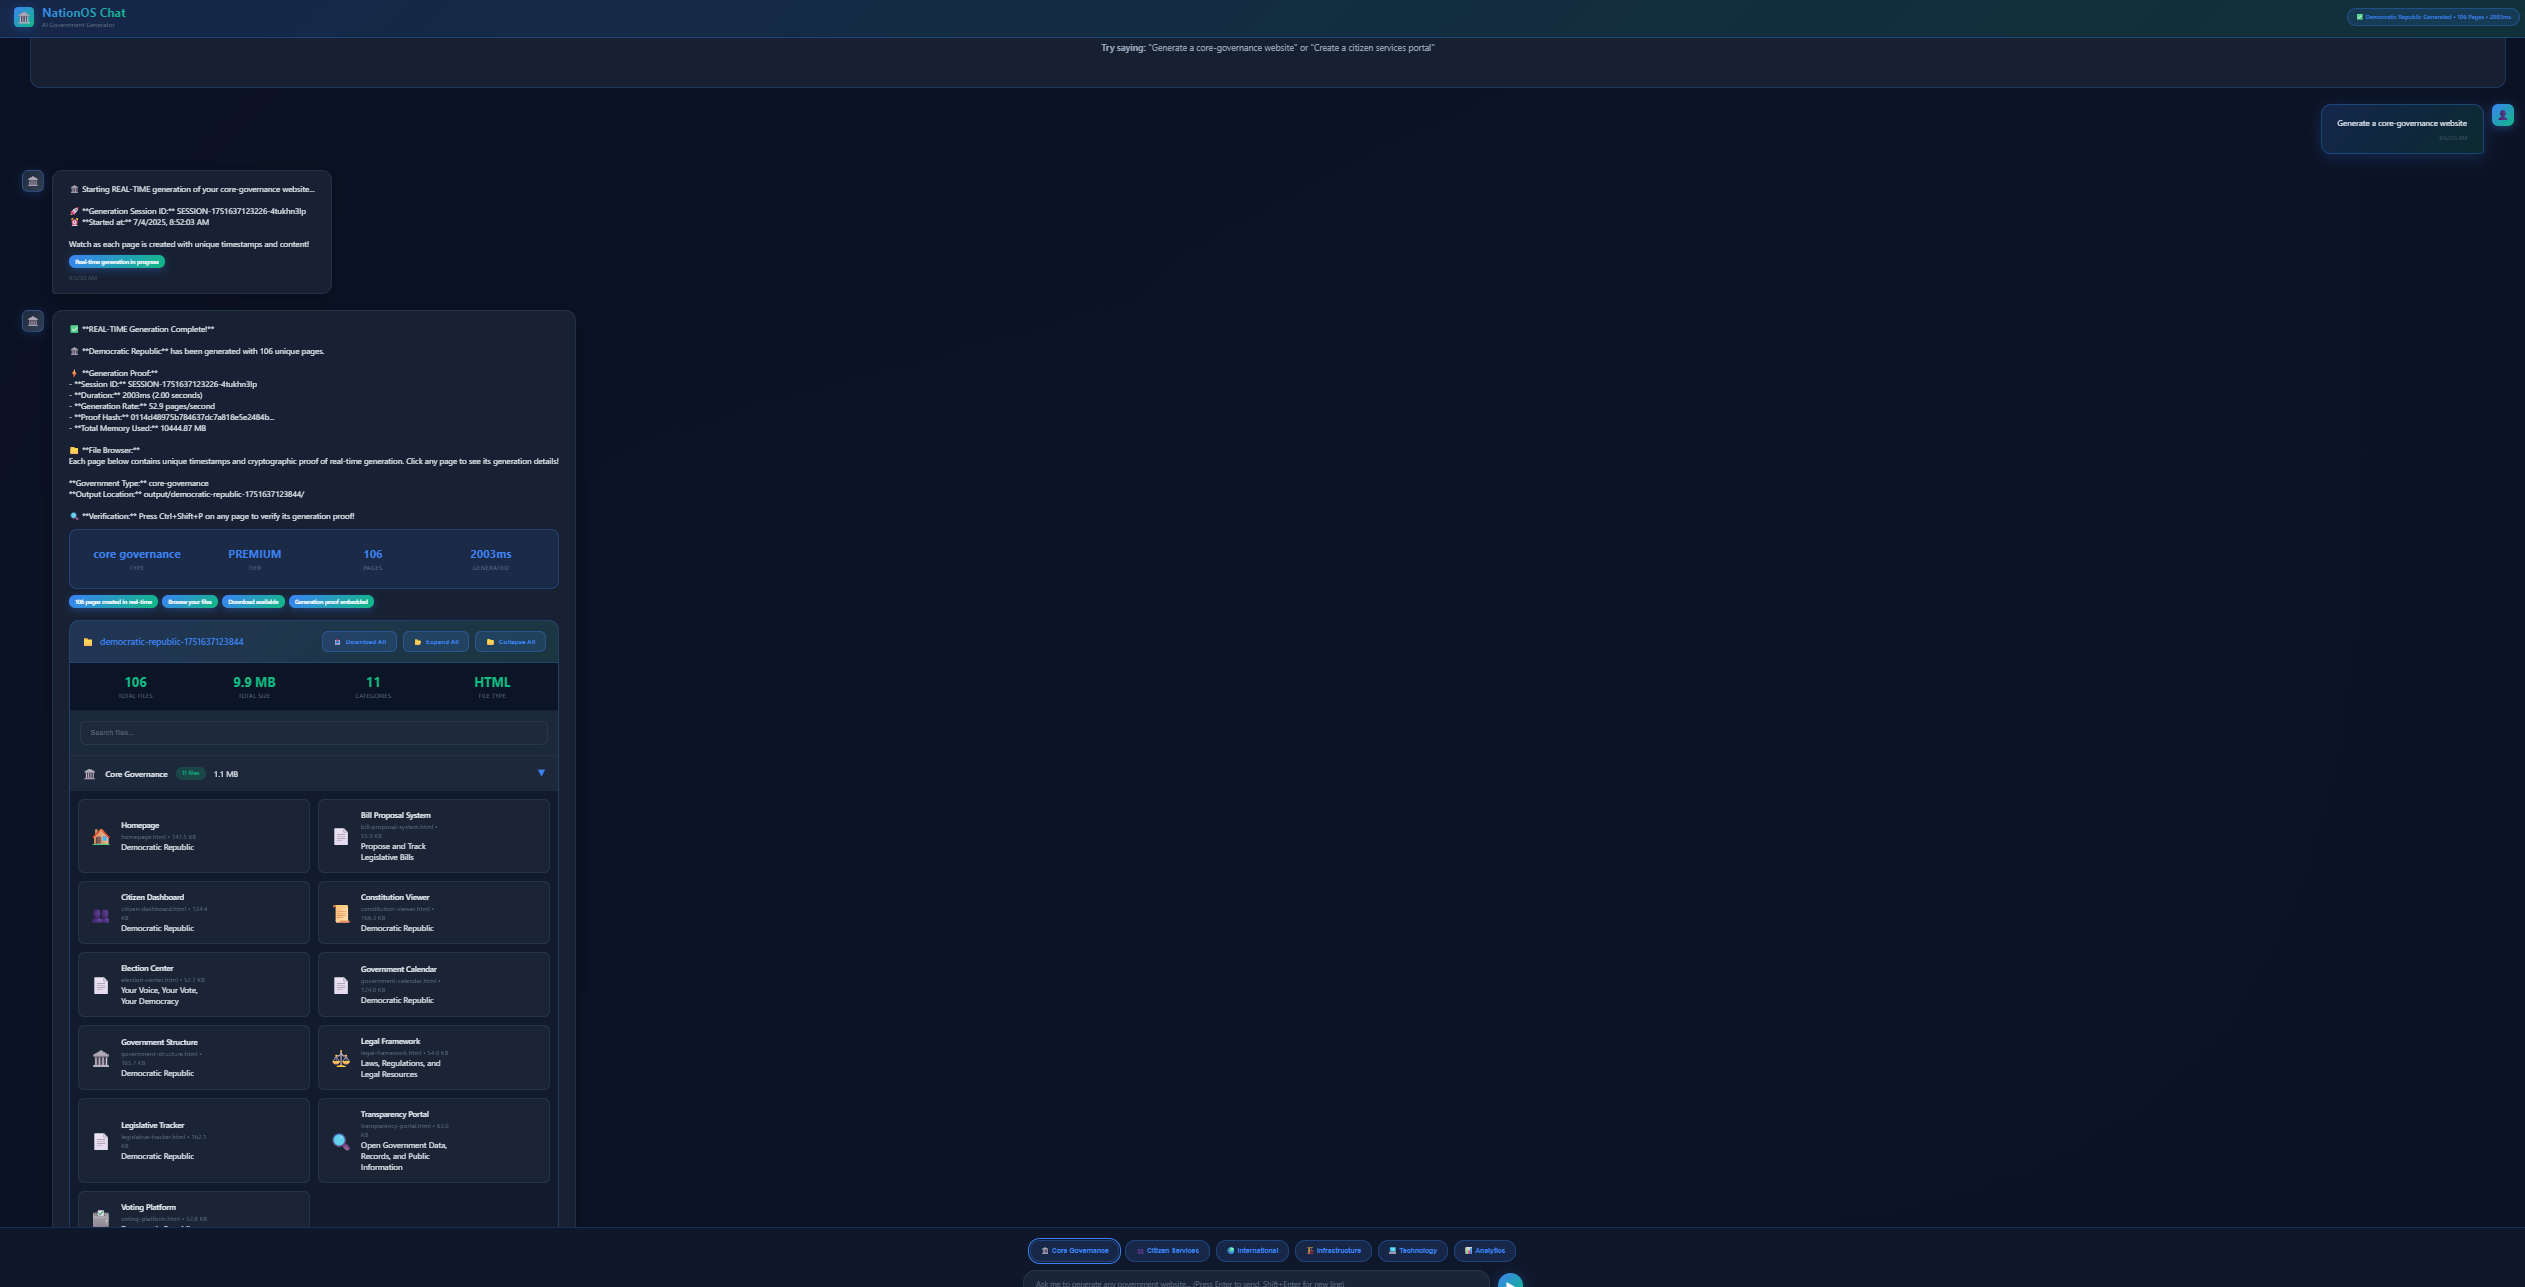 NationOS Chat
AI Government Generator
✅ Democratic Republic Generated • 106 Pages • 2003ms
Try saying: "Generate a core-governance website" or "Create a citizen services portal"
Generate a core-governance website
8:52:03 AM
Starting REAL-TIME generation of your core-governance website...
**Generation Session ID:** SESSION-1751637123226-4tukhn3lp
**Started at:** 7/4/2025, 8:52:03 AM
Watch as each page is created with unique timestamps and content!
Real-time generation in progress
8:52:03 AM
**REAL-TIME Generation Complete!**
**Democratic Republic** has been generated with 106 unique pages.
**Generation Proof:**
- **Session ID:** SESSION-1751637123226-4tukhn3lp
- **Duration:** 2003ms (2.00 seconds)
- **Generation Rate:** 52.9 pages/second
- **Proof Hash:** 0114d48975b784637dc7a818e5e2484b...
- **Total Memory Used:** 10444.87 MB
**File Browser:**
Each page below contains unique timestamps and cryptographic proof of real-time generation. Click any page to see its generation details!
**Government Type:** core-governance
**Output Location:** output/democratic-republic-1751637123844/
**Verification:** Press Ctrl+Shift+P on any page to verify its generation proof!
core governance PREMIUM 106 2003ms
TYPE TIER PAGES GENERATED
106 pages created in real-time Browse your files Download available Generation proof embedded
democratic-republic-1751637123844 Download All Expand All Collapse All
106 9.9 MB 11 HTML
TOTAL FILES TOTAL SIZE CATEGORIES FILE TYPE
Search files...
Core Governance 11 files 1.1 MB
Homepage
homepage.html • 141.5 KB
Democratic Republic
Bill Proposal System
bill-proposal-system.html •
55.9 KB
Propose and Track
Legislative Bills
Citizen Dashboard
citizen-dashboard.html • 124.4
KB
Democratic Republic
Constitution Viewer
constitution-viewer.html •
KB
Democratic Republic
Election Center
election-center.html • 52.7 KB
Your Voice, Your Vote,
Your Democracy
Government Calendar
government-calendar.html •
KB
Democratic Republic
Government Structure
government-structure.html •
165.7 KB
Democratic Republic
Legal Framework
legal-framework.html • 54.0 KB
Laws, Regulations, and
Legal Resources
Legislative Tracker
legislative-tracker.html • 162.1
KB
Democratic Republic
Transparency Portal
transparency-portal.html •
KB
Open Government Data,
Records, and Public
Information
Voting Platform
voting-platform.html • 52.8 KB
Core Governance Citizen Services International Infrastructure Technology Analytics
Ask me to generate any government website... (Press Enter to send, Shift+Enter for new line)